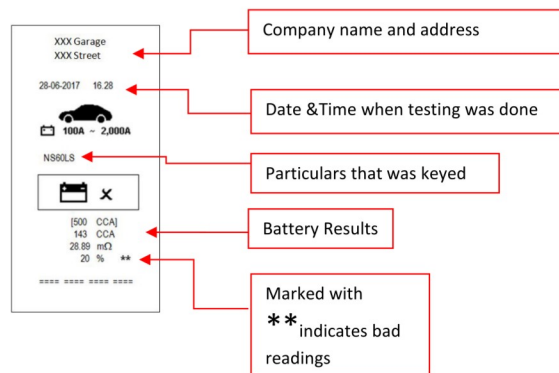 XXX Garage
XXX Street
28-06-2017 16.28
100A ~ 2,000A
NS60LS
[500 CCA]
143 CCA
28.89 mΩ
20 % **
==== ==== ==== ====
Company name and address
Date &Time when testing was done
Particulars that was keyed
Battery Results
Marked with
**indicates bad
readings